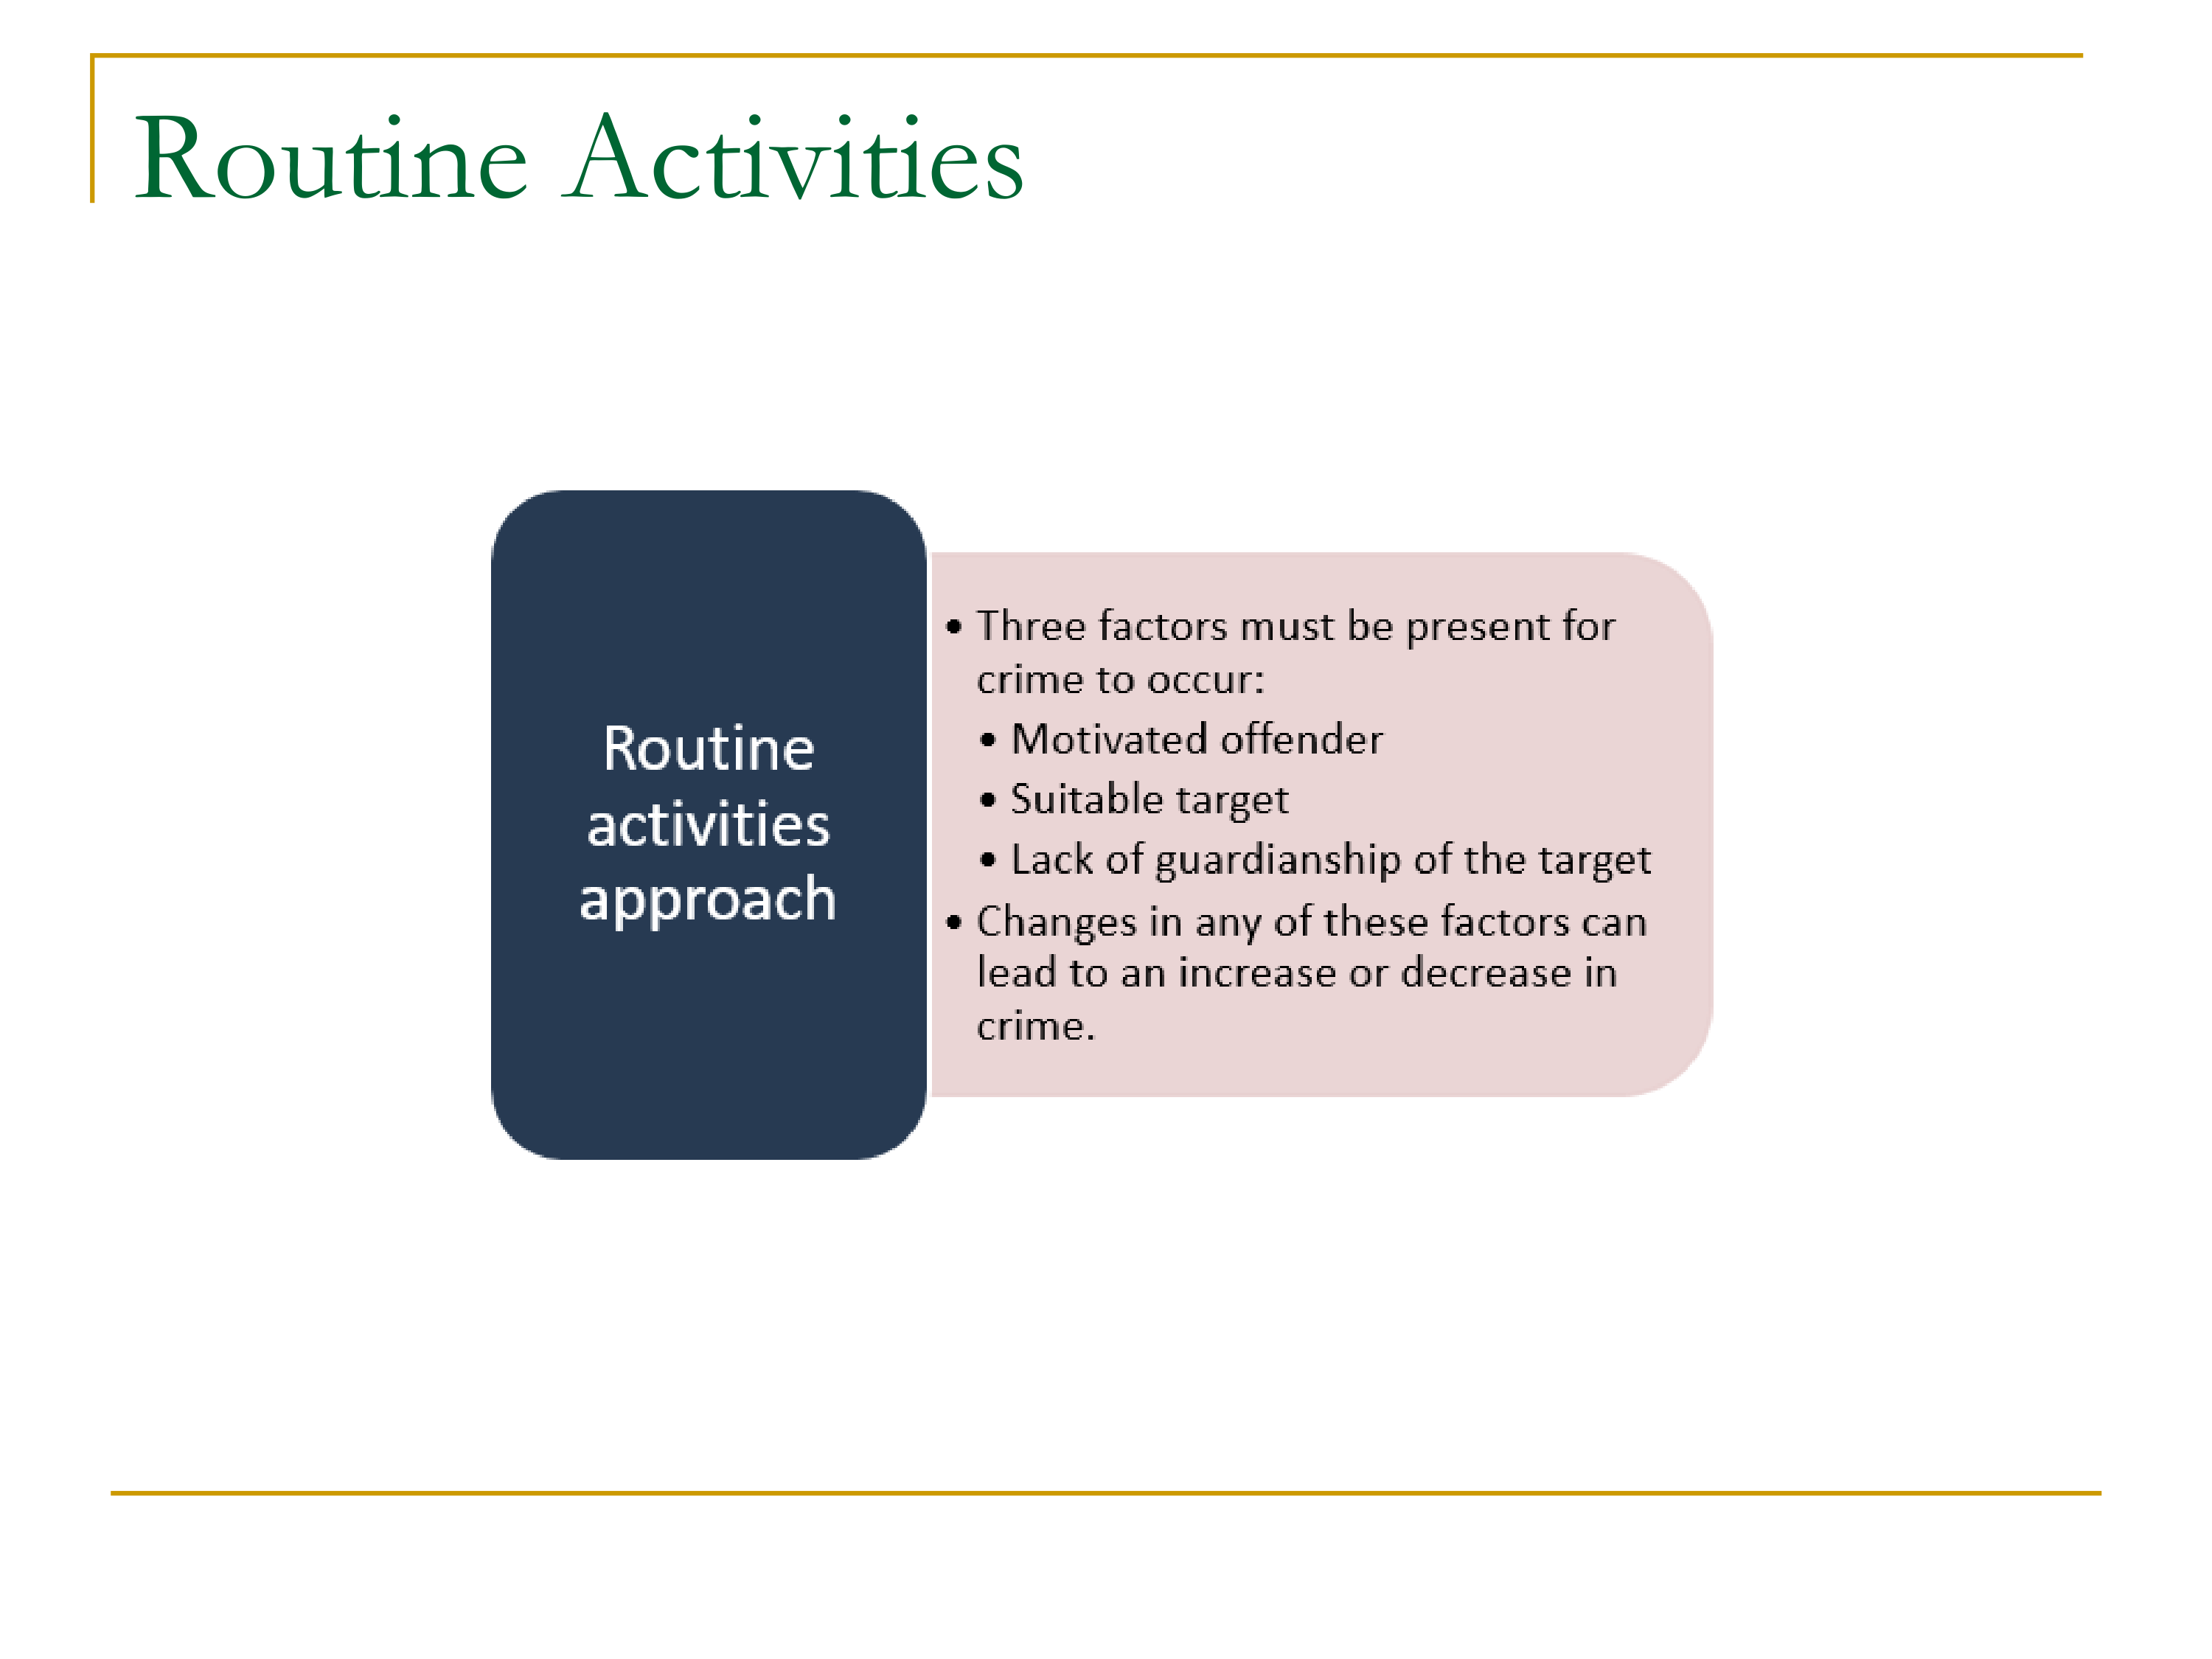 Routine Activities
Routine
activities
approach
• Three factors must be present for
crime to occur:
• Motivated offender
• Suitable target
• Lack of guardianship of the target
• Changes in any of these factors can
lead to an increase or decrease in
crime.